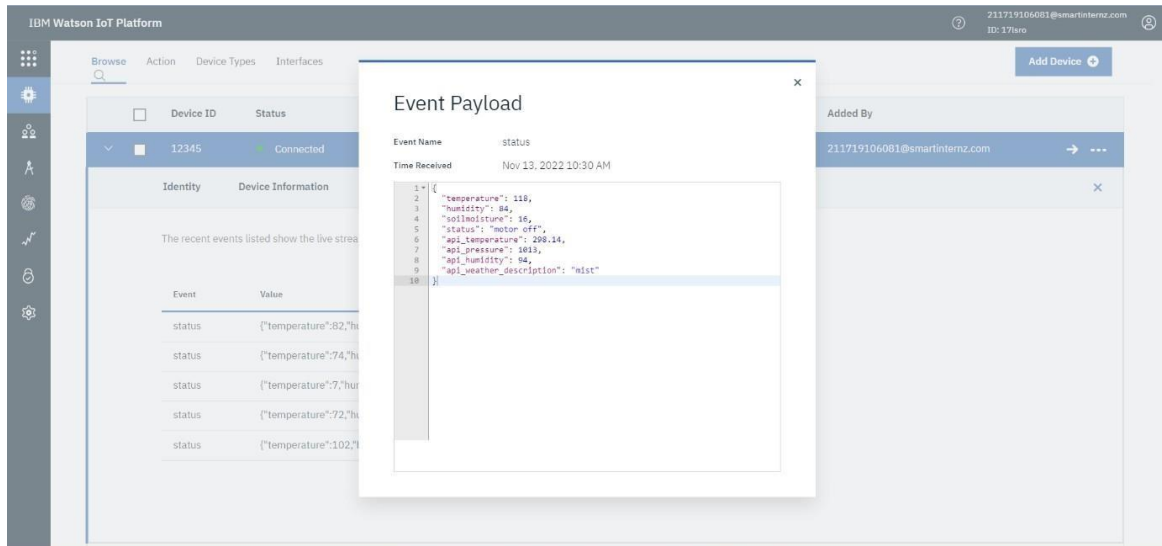 IBM Watson IoT Platform
211719106081@smartinternz.com
ID: 17lsro
Browse Action Device Types Interfaces
Add Device
Device ID Status Added By
12345 Connected 211719106081@smartinternz.com
Identity Device Information
The recent events listed show the live strea
Event Value
status {"temperature":82,"hu
status {"temperature":74,"hu
status {"temperature":7,"hur
status {"temperature":72,"hu
status {"temperature":102,"h
Event Payload
Event Name status
Time Received Nov 13, 2022 10:30 AM
1 {
2 "temperature": 118,
3 "humidity": 84,
4 "soilmoisture": 16,
5 "status": "motor off",
6 "api_temperature": 298.14,
7 "api_pressure": 1013,
8 "api_humidity": 94,
9 "api_weather_description": "mist"
10 }